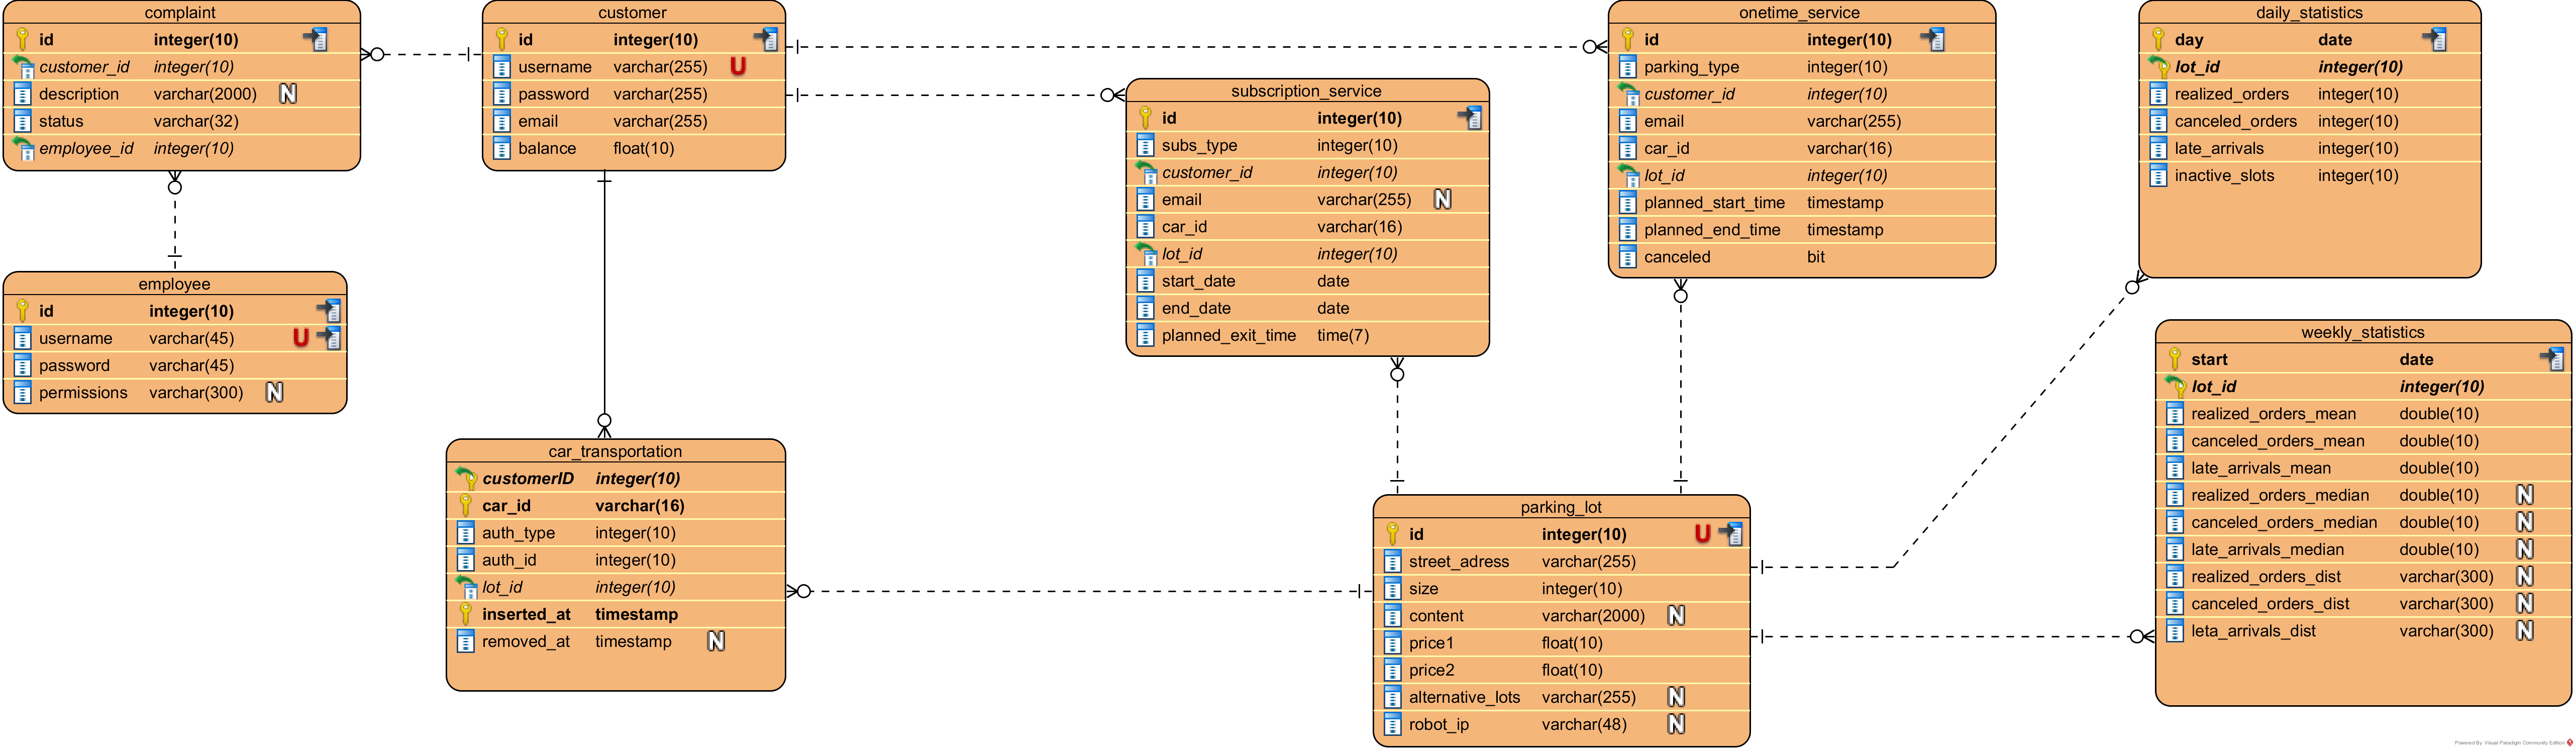 complaint
id integer(10)
customer_id integer(10)
description varchar(2000) N
status varchar(32)
employee_id integer(10)
customer
id integer(10)
username varchar(255) U
password varchar(255)
email varchar(255)
balance float(10)
subscription_service
id integer(10)
subs_type integer(10)
customer_id integer(10)
email varchar(255) N
car_id varchar(16)
lot_id integer(10)
start_date date
end_date date
planned_exit_time time(7)
onetime_service
id integer(10)
parking_type integer(10)
customer_id integer(10)
email varchar(255)
car_id varchar(16)
lot_id integer(10)
planned_start_time timestamp
planned_end_time timestamp
canceled bit
daily_statistics
day date
lot_id integer(10)
realized_orders integer(10)
canceled_orders integer(10)
late_arrivals integer(10)
inactive_slots integer(10)
employee
id integer(10)
username varchar(45) U
password varchar(45)
permissions varchar(300) N
car_transportation
customerID integer(10)
car_id varchar(16)
auth_type integer(10)
auth_id integer(10)
lot_id integer(10)
inserted_at timestamp
removed_at timestamp N
parking_lot
id integer(10) U
street_adress varchar(255)
size integer(10)
content varchar(2000) N
price1 float(10)
price2 float(10)
alternative_lots varchar(255) N
robot_ip varchar(48) N
weekly_statistics
start date
lot_id integer(10)
realized_orders_mean double(10)
canceled_orders_mean double(10)
late_arrivals_mean double(10)
realized_orders_median double(10) N
canceled_orders_median double(10) N
late_arrivals_median double(10) N
realized_orders_dist varchar(300) N
canceled_orders_dist varchar(300) N
leta_arrivals_dist varchar(300) N
Powered By Visual Paradigm Community Edition